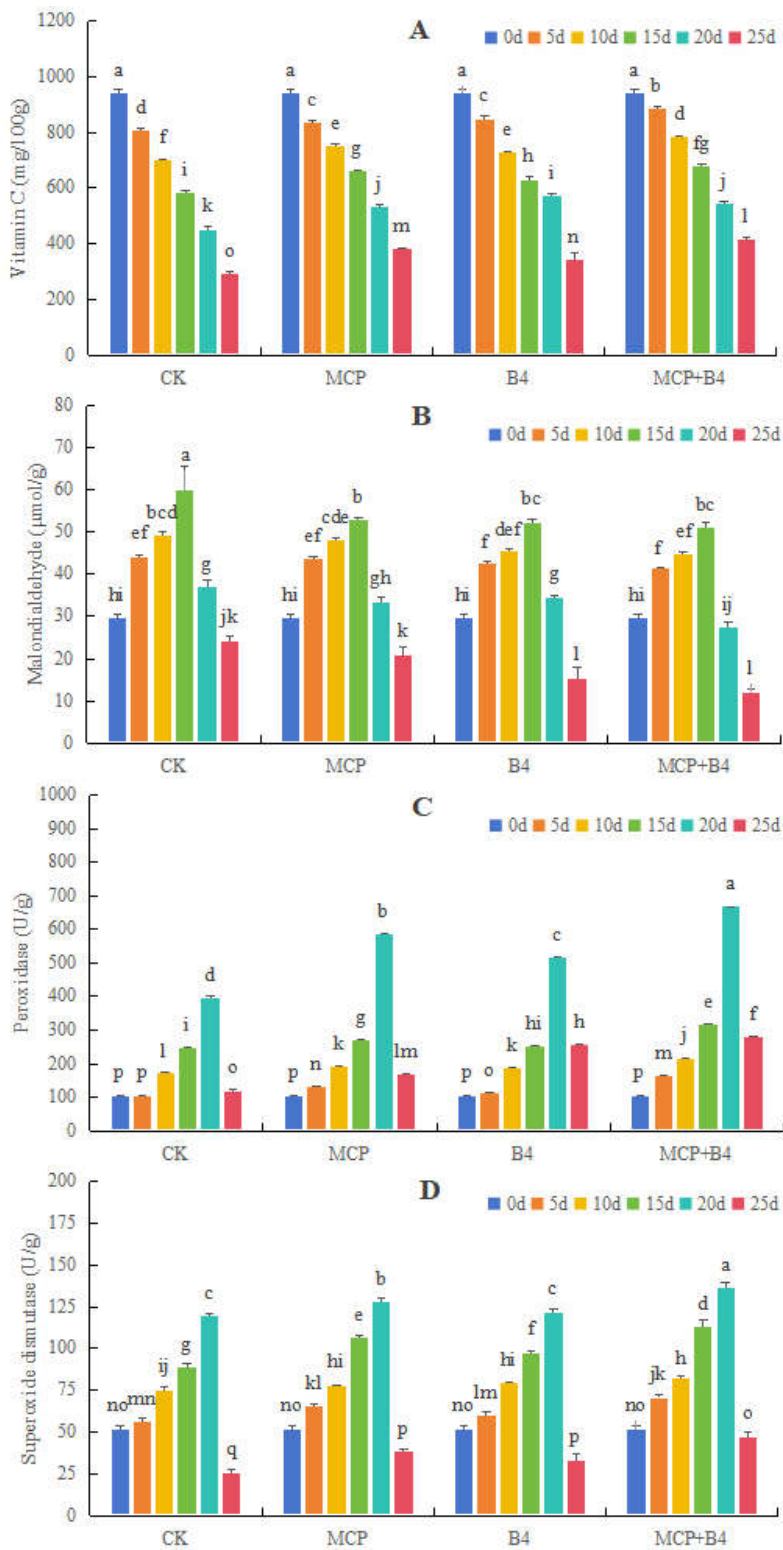 1200
A
0d 5d 10d 15d 20d 25d
1000
a a a a
b
d c c
800
f e e d
g fg
600
i h i
j j
k
400
m l
n
o
200
0
Vitamin C (mg/100g)
CK MCP B4 MCP+B4
80
B
0d 5d 10d 15d 20d 25d
70
a
60
b bc bc
bcd cde
50
ef ef f def f ef
40
g gh g
hi hi hi hi ij
30
jk
k
20
l l
10
0
Malondialdehyde (μmol/g)
CK MCP B4 MCP+B4
1000
C
0d 5d 10d 15d 20d 25d
900
800
700
a
b
600
c
500
d
400
e
f
300
i g hi h
j
200
l k lm k m
p p o p n p o p
100
0
Peroxidase (U/g)
CK MCP B4 MCP+B4
200
D
0d 5d 10d 15d 20d 25d
175
150
a
b
125
c c
d
e
100
f
g
ij hi hi h
75
kl jk
no mn no no lm no
50
o
p p
25
q
0
Superoxide dismutase (U/g)
CK MCP B4 MCP+B4